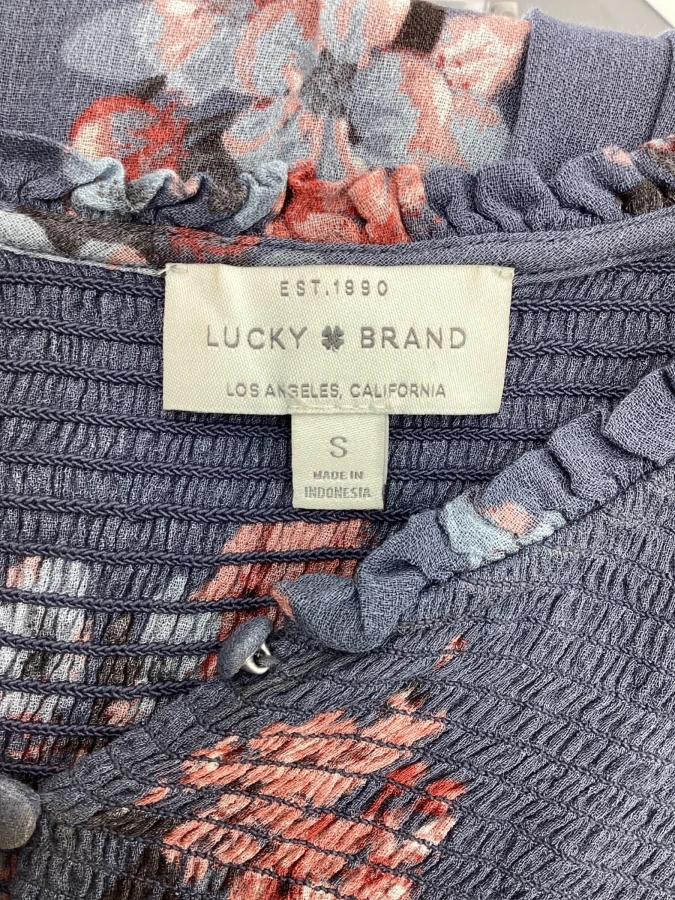 EST.1990
LUCKY BRAND
LOS ANGELES, CALIFORNIA
S
MADE IN
INDONESIA